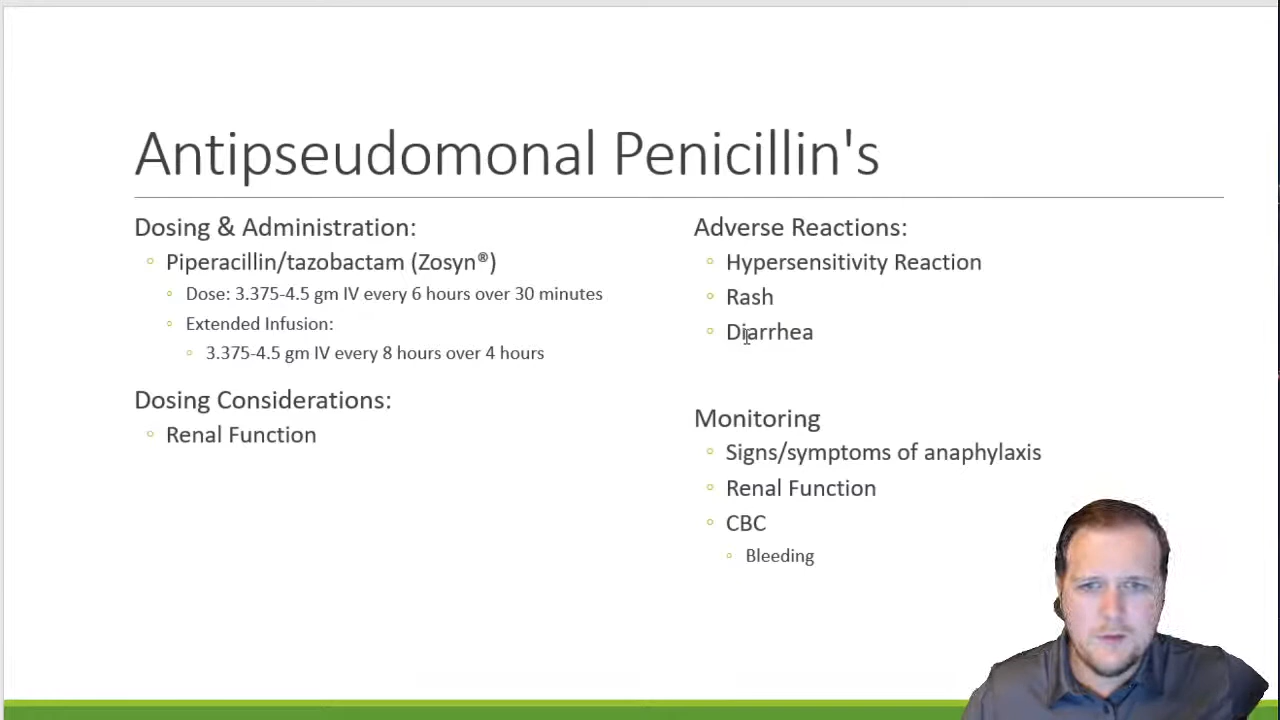 Antipseudomonal Penicillin's
Dosing & Administration:
Piperacillin/tazobactam (Zosyn®)
Dose: 3.375-4.5 gm IV every 6 hours over 30 minutes
Extended Infusion:
3.375-4.5 gm IV every 8 hours over 4 hours
Dosing Considerations:
Renal Function
Adverse Reactions:
Hypersensitivity Reaction
Rash
Diarrhea
Monitoring
Signs/symptoms of anaphylaxis
Renal Function
CBC
Bleeding